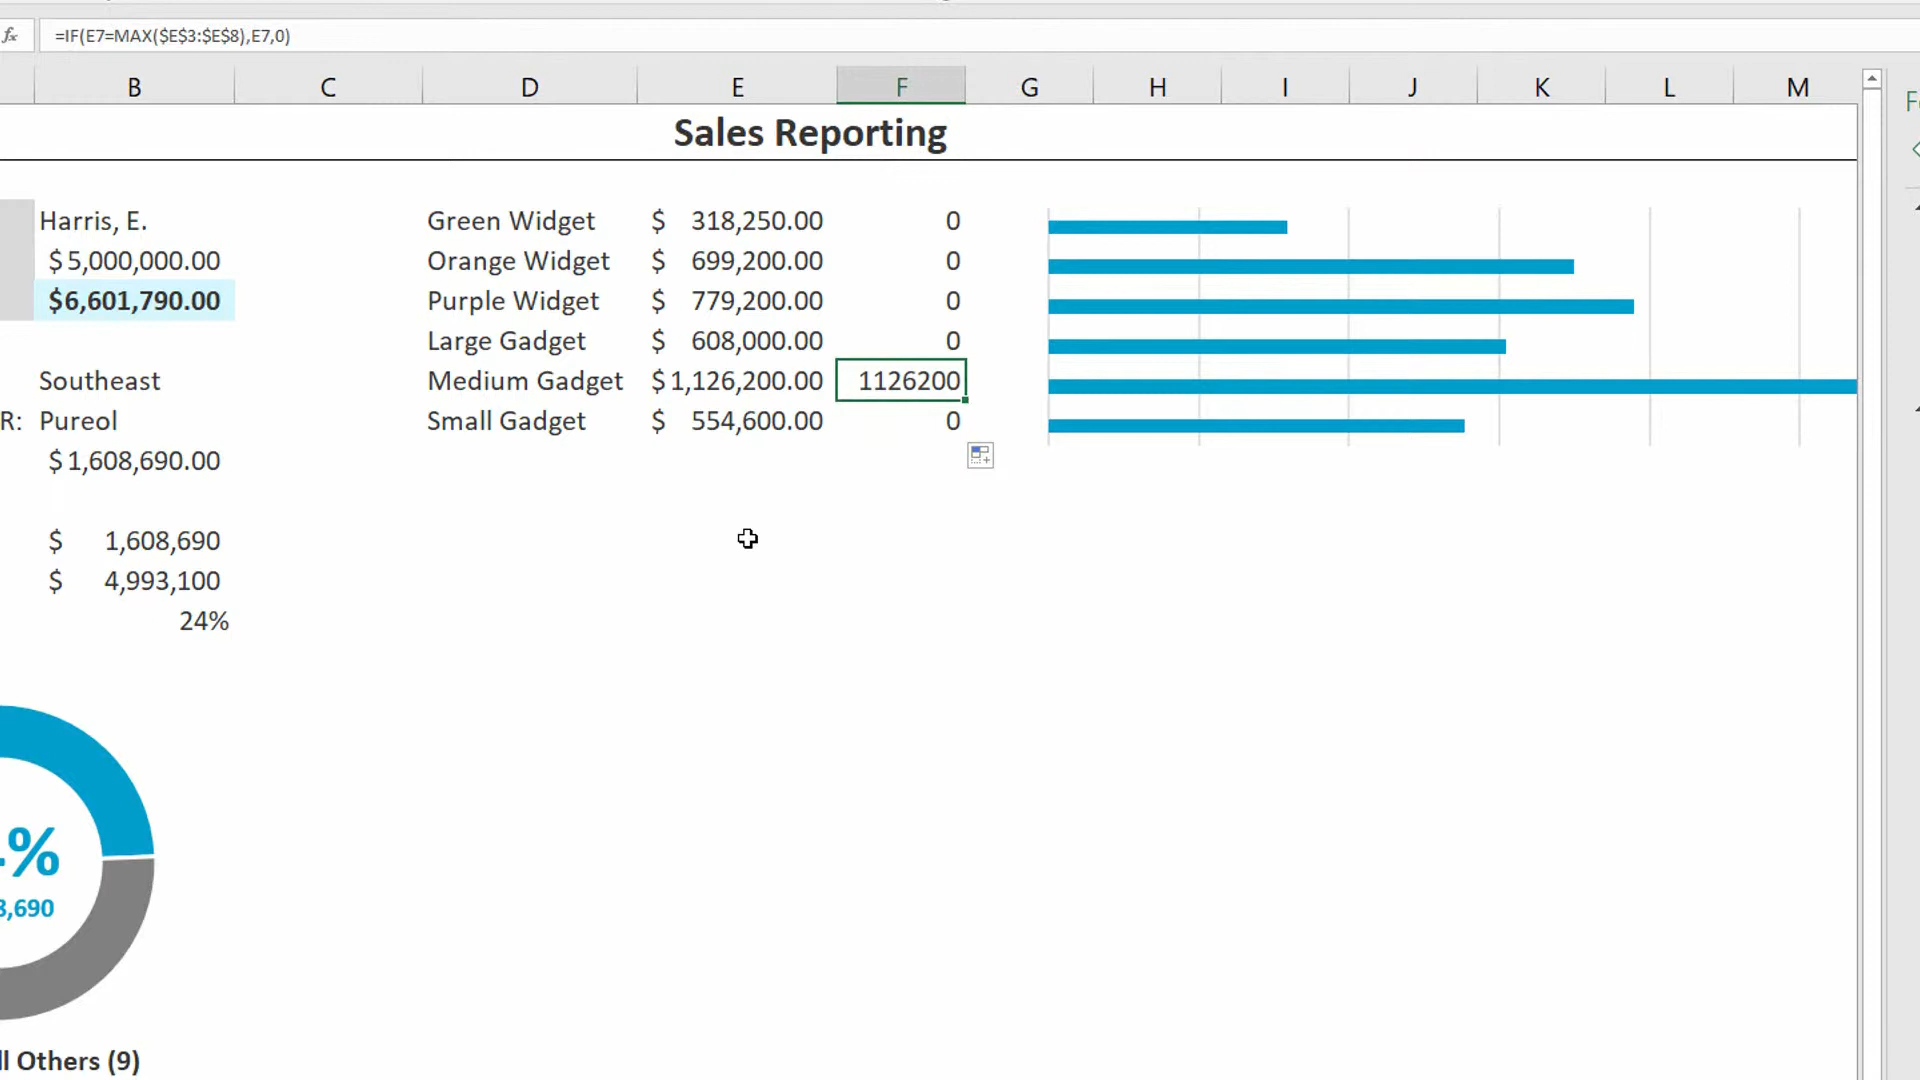 fx =IF(E7=MAX($E$3:$E$8),E7,0)
B C D E F G H I J K L M
Sales Reporting
Harris, E. Green Widget $ 318,250.00 0
$5,000,000.00 Orange Widget $ 699,200.00 0
$6,601,790.00 Purple Widget $ 779,200.00 0
Large Gadget $ 608,000.00 0
Southeast Medium Gadget $1,126,200.00 1126200
R: Pureol Small Gadget $ 554,600.00 0
$1,608,690.00
$ 1,608,690
$ 4,993,100
24%
%
,690
Others (9)